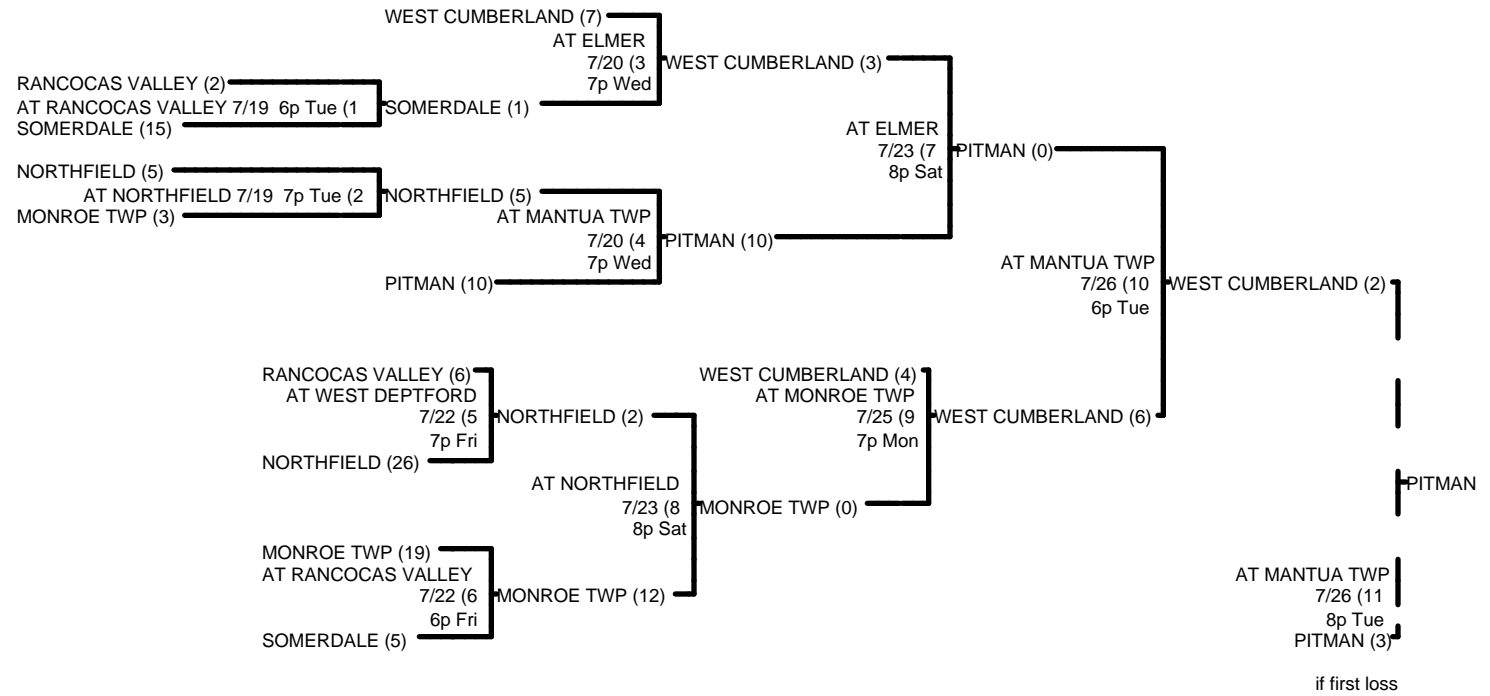 WEST CUMBERLAND (7)
AT ELMER
7/20 (3
7p Wed
WEST CUMBERLAND (3)
RANCOCAS VALLEY (2)
AT RANCOCAS VALLEY 7/19 6p Tue (1
SOMERDALE (15)
SOMERDALE (1)
AT ELMER
7/23 (7
8p Sat
PITMAN (0)
NORTHFIELD (5)
AT NORTHFIELD 7/19 7p Tue (2
MONROE TWP (3)
NORTHFIELD (5)
AT MANTUA TWP
7/20 (4
7p Wed
PITMAN (10)
PITMAN (10)
AT MANTUA TWP
7/26 (10
6p Tue
WEST CUMBERLAND (2)
RANCOCAS VALLEY (6)
AT WEST DEPTFORD
7/22 (5
7p Fri
NORTHFIELD (26)
NORTHFIELD (2)
WEST CUMBERLAND (4)
AT MONROE TWP
7/25 (9
7p Mon
WEST CUMBERLAND (6)
AT NORTHFIELD
7/23 (8
8p Sat
MONROE TWP (0)
PITMAN
MONROE TWP (19)
AT RANCOCAS VALLEY
7/22 (6
6p Fri
SOMERDALE (5)
MONROE TWP (12)
AT MANTUA TWP
7/26 (11
8p Tue
PITMAN (3)
if first loss